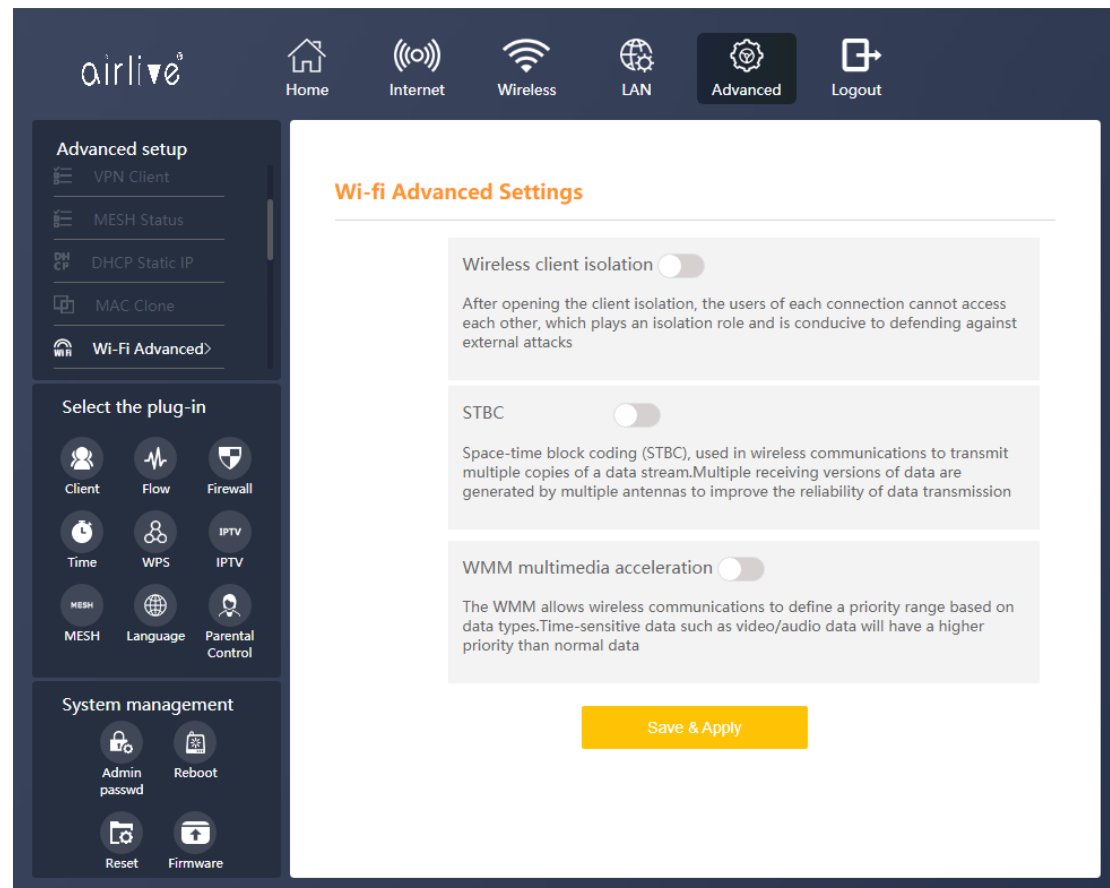 airlive®
Home
Internet
Wireless
LAN
Advanced
Logout
Advanced setup
VPN Client
MESH Status
DHCP
DHCP Static IP
MAC Clone
WI FI
Wi-Fi Advanced>
Select the plug-in
Client
Flow
Firewall
Time
WPS
IPTV
IPTV
MESH
MESH
Language
Parental
Control
System management
Admin
passwd
Reboot
Reset
Firmware
Wi-fi Advanced Settings
Wireless client isolation
After opening the client isolation, the users of each connection cannot access
each other, which plays an isolation role and is conducive to defending against
external attacks
STBC
Space-time block coding (STBC), used in wireless communications to transmit
multiple copies of a data stream.Multiple receiving versions of data are
generated by multiple antennas to improve the reliability of data transmission
WMM multimedia acceleration
The WMM allows wireless communications to define a priority range based on
data types.Time-sensitive data such as video/audio data will have a higher
priority than normal data
Save & Apply